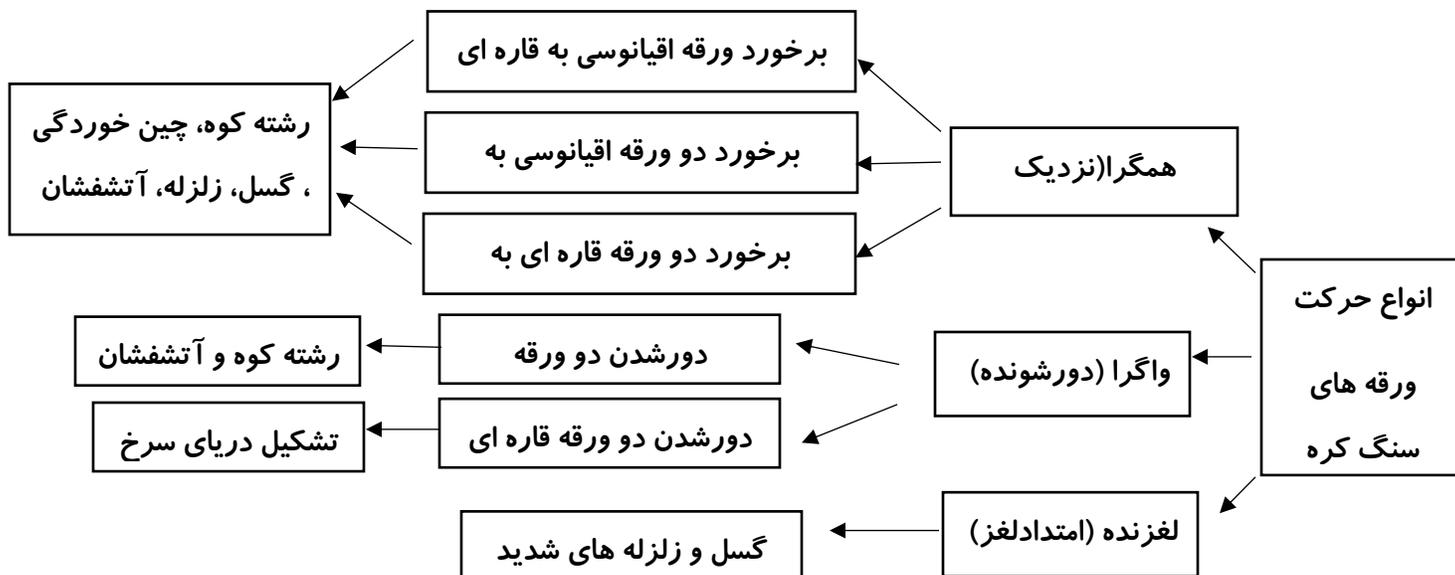 انواع حرکت
ورقه های
سنگ کره
همگرا(نزدیک
برخورد ورقه اقیانوسی به قاره ای
برخورد دو ورقه اقیانوسی به
برخورد دو ورقه قاره ای به
رشته کوه، چین خوردگی
، گسل، زلزله، آتشفشان
واگرا (دورشونده)
دورشدن دو ورقه
رشته کوه و آتشفشان
دورشدن دو ورقه قاره ای
تشکیل دریای سرخ
لغزنده (امتدادلغز)
گسل و زلزله های شدید